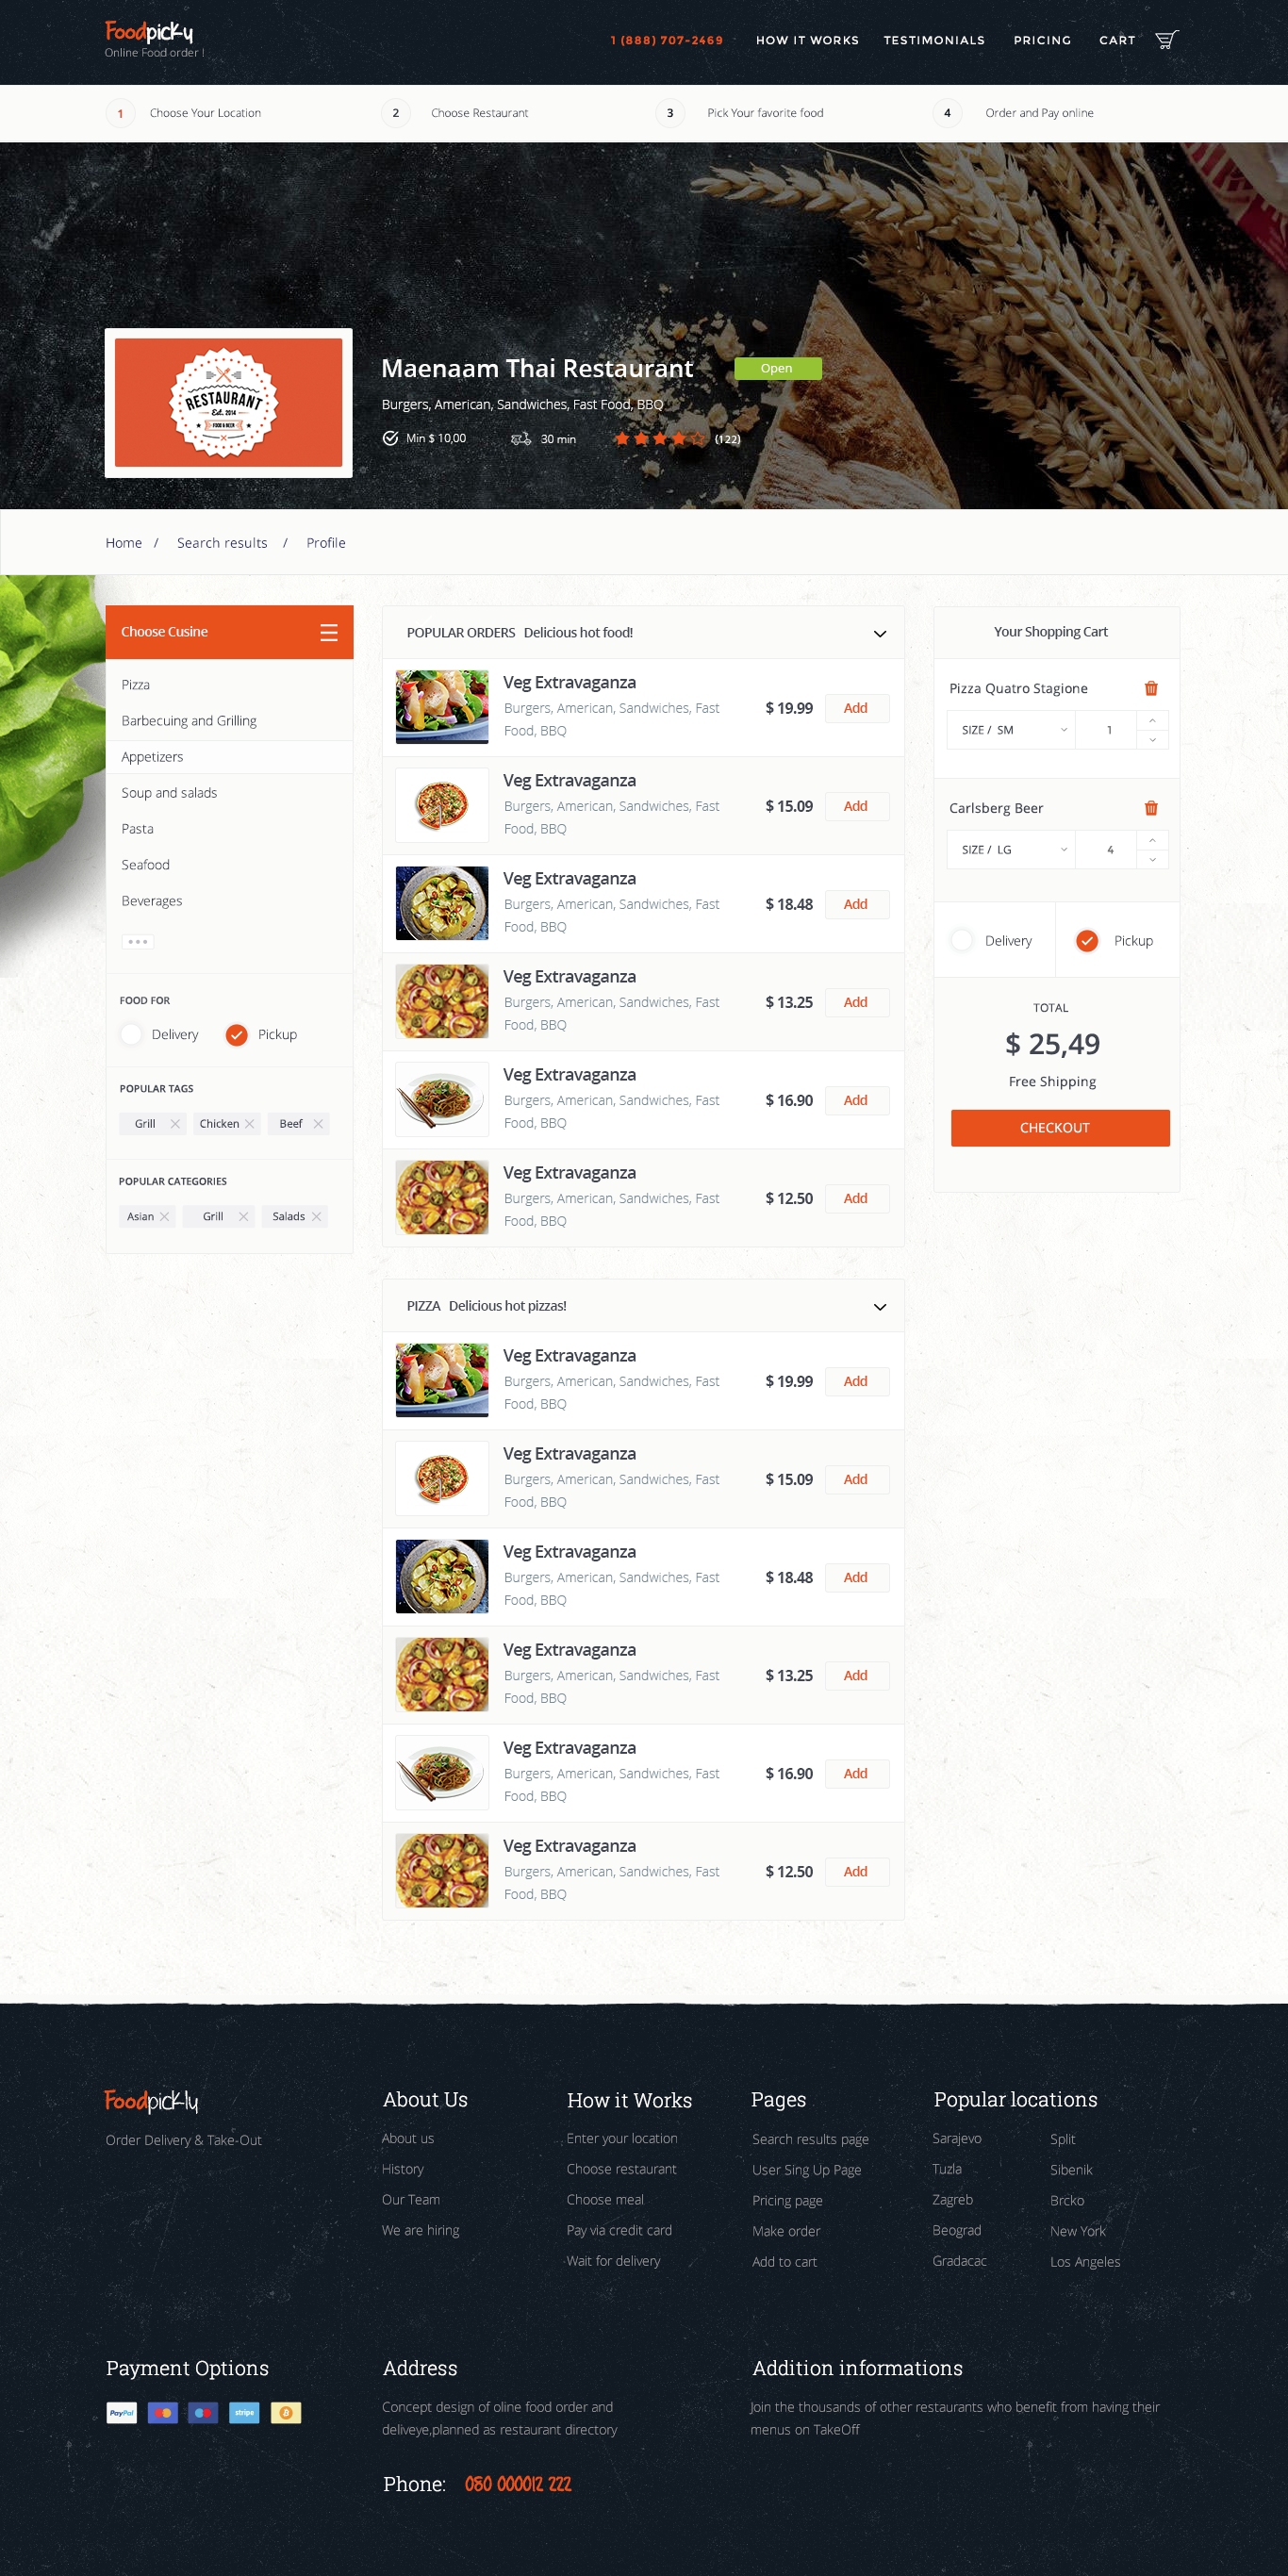 Foodpickly
Online Food order !
1 (888) 707-2469
HOW IT WORKS
TESTIMONIALS
PRICING
CART
1 Choose Your Location
2 Choose Restaurant
3 Pick Your favorite food
4 Order and Pay online
RESTAURANT
Est. 2014
FOOD & BEER
Maenaam Thai Restaurant
Open
Burgers, American, Sandwiches, Fast Food, BBQ
Min $ 10,00
30 min
(122)
Home / Search results / Profile
Choose Cusine
Pizza
Barbecuing and Grilling
Appetizers
Soup and salads
Pasta
Seafood
Beverages
FOOD FOR
Delivery
Pickup
POPULAR TAGS
Grill
Chicken
Beef
POPULAR CATEGORIES
Asian
Grill
Salads
POPULAR ORDERS Delicious hot food!
Veg Extravaganza
Burgers, American, Sandwiches, Fast
Food, BBQ
$ 19.99
Add
Veg Extravaganza
Burgers, American, Sandwiches, Fast
Food, BBQ
$ 15.09
Add
Veg Extravaganza
Burgers, American, Sandwiches, Fast
Food, BBQ
$ 18.48
Add
Veg Extravaganza
Burgers, American, Sandwiches, Fast
Food, BBQ
$ 13.25
Add
Veg Extravaganza
Burgers, American, Sandwiches, Fast
Food, BBQ
$ 16.90
Add
Veg Extravaganza
Burgers, American, Sandwiches, Fast
Food, BBQ
$ 12.50
Add
PIZZA Delicious hot pizzas!
Veg Extravaganza
Burgers, American, Sandwiches, Fast
Food, BBQ
$ 19.99
Add
Veg Extravaganza
Burgers, American, Sandwiches, Fast
Food, BBQ
$ 15.09
Add
Veg Extravaganza
Burgers, American, Sandwiches, Fast
Food, BBQ
$ 18.48
Add
Veg Extravaganza
Burgers, American, Sandwiches, Fast
Food, BBQ
$ 13.25
Add
Veg Extravaganza
Burgers, American, Sandwiches, Fast
Food, BBQ
$ 16.90
Add
Veg Extravaganza
Burgers, American, Sandwiches, Fast
Food, BBQ
$ 12.50
Add
Your Shopping Cart
Pizza Quatro Stagione
SIZE / SM
1
Carlsberg Beer
SIZE / LG
4
Delivery
Pickup
TOTAL
$ 25,49
Free Shipping
CHECKOUT
Foodpickly
Order Delivery & Take-Out
About Us
About us
History
Our Team
We are hiring
How it Works
Enter your location
Choose restaurant
Choose meal
Pay via credit card
Wait for delivery
Pages
Search results page
User Sing Up Page
Pricing page
Make order
Add to cart
Popular locations
Sarajevo
Tuzla
Zagreb
Beograd
Gradacac
Split
Sibenik
Brcko
New York
Los Angeles
Payment Options
PayPal
stripe
Address
Concept design of oline food order and
deliveye,planned as restaurant directory
Phone: 080 000012 222
Addition informations
Join the thousands of other restaurants who benefit from having their
menus on TakeOff